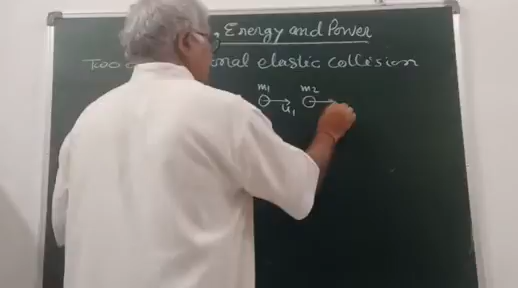 , Energy and Power
Two onal elastic collision
m1 m2
u1